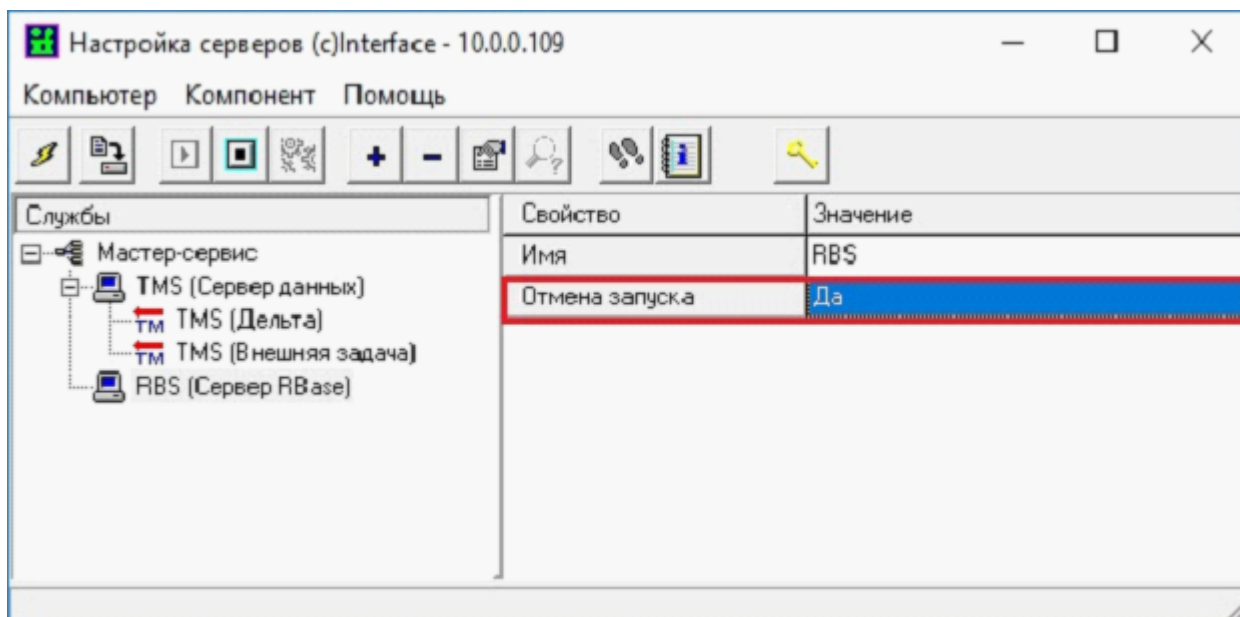 Настройка серверов (c)Interface - 10.0.0.109
Компьютер Компонент Помощь
Службы
Свойство Значение
Мастер-сервис
Имя RBS
TMS (Сервер данных)
Отмена запуска Да
TMS (Дельта)
TMS (Внешняя задача)
RBS (Сервер RBase)